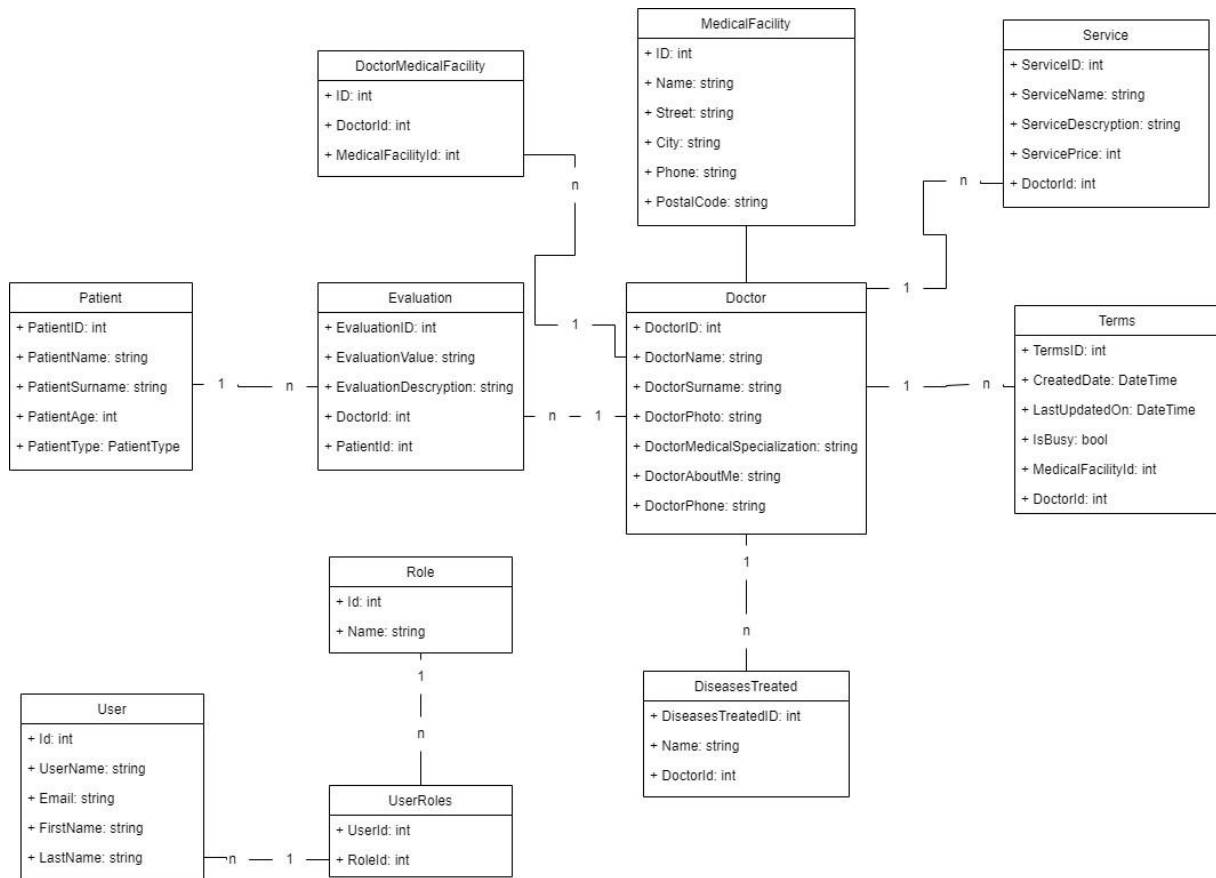 DoctorMedicalFacility
+ ID: int
+ DoctorId: int
+ MedicalFacilityId: int
n
1
MedicalFacility
+ ID: int
+ Name: string
+ Street: string
+ City: string
+ Phone: string
+ PostalCode: string
Service
+ ServiceID: int
+ ServiceName: string
+ ServiceDescryption: string
+ ServicePrice: int
+ DoctorId: int
n
1
Patient
+ PatientID: int
+ PatientName: string
+ PatientSurname: string
+ PatientAge: int
+ PatientType: PatientType
1
n
Evaluation
+ EvaluationID: int
+ EvaluationValue: string
+ EvaluationDescryption: string
+ DoctorId: int
+ PatientId: int
n
1
Doctor
+ DoctorID: int
+ DoctorName: string
+ DoctorSurname: string
+ DoctorPhoto: string
+ DoctorMedicalSpecialization: string
+ DoctorAboutMe: string
+ DoctorPhone: string
1
n
Terms
+ TermsID: int
+ CreatedDate: DateTime
+ LastUpdatedOn: DateTime
+ IsBusy: bool
+ MedicalFacilityId: int
+ DoctorId: int
1
n
DiseasesTreated
+ DiseasesTreatedID: int
+ Name: string
+ DoctorId: int
Role
+ Id: int
+ Name: string
1
n
User
+ Id: int
+ UserName: string
+ Email: string
+ FirstName: string
+ LastName: string
n
1
UserRoles
+ UserId: int
+ RoleId: int